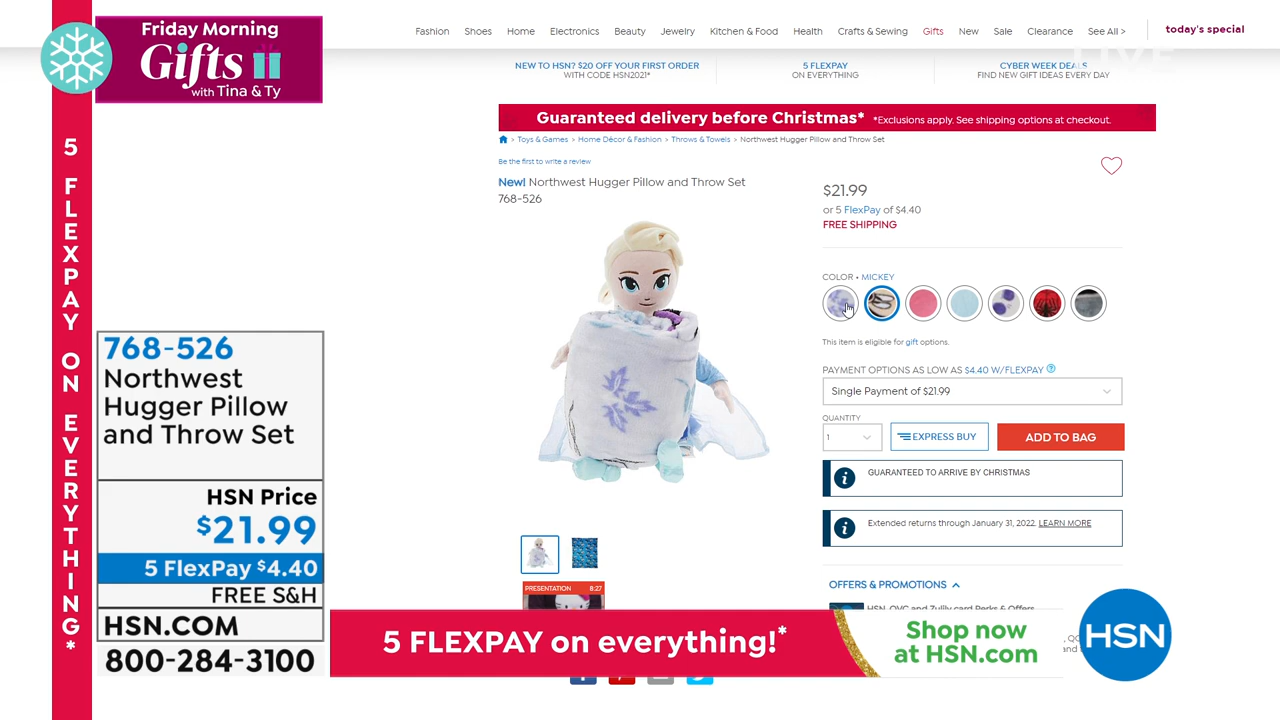 Friday Morning
Gifts
with Tina & Ty
5 FLEXPAY ON EVERYTHING*
768-526
Northwest
Hugger Pillow
and Throw Set
HSN Price
$21.99
5 FlexPay $4.40
FREE S&H
HSN.COM
800-284-3100
Fashion Shoes Home Electronics Beauty Jewelry Kitchen & Food Health Crafts & Sewing Gifts New Sale Clearance See All > today's special
LIVE
NEW TO HSN? $20 OFF YOUR FIRST ORDER
WITH CODE HSN2021*
5 FLEXPAY
ON EVERYTHING
CYBER WEEK DEALS
FIND NEW GIFT IDEAS EVERY DAY
Guaranteed delivery before Christmas* *Exclusions apply. See shipping options at checkout.
> Toys & Games > Home Décor & Fashion > Throws & Towels > Northwest Hugger Pillow and Throw Set
Be the first to write a review
New! Northwest Hugger Pillow and Throw Set
768-526
$21.99
or 5 FlexPay of $4.40
FREE SHIPPING
COLOR • MICKEY
This item is eligible for gift options.
PAYMENT OPTIONS AS LOW AS $4.40 W/FLEXPAY ?
Single Payment of $21.99
QUANTITY
1
EXPRESS BUY
ADD TO BAG
GUARANTEED TO ARRIVE BY CHRISTMAS
Extended returns through January 31, 2022. LEARN MORE
OFFERS & PROMOTIONS
HSN, QVC and Zulily card Perks & Offers
PRESENTATION 8:27
5 FLEXPAY on everything!*
Shop now
at HSN.com
HSN